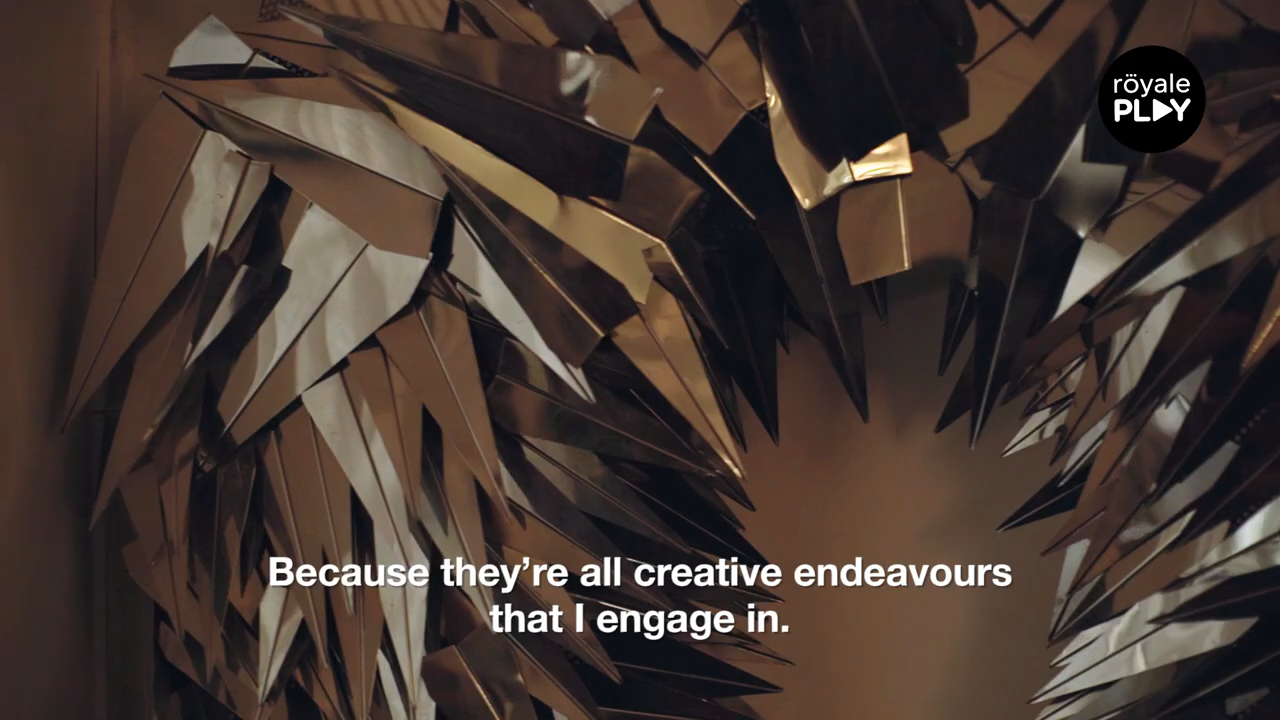 röyale
PLAY
Because they’re all creative endeavours
that I engage in.